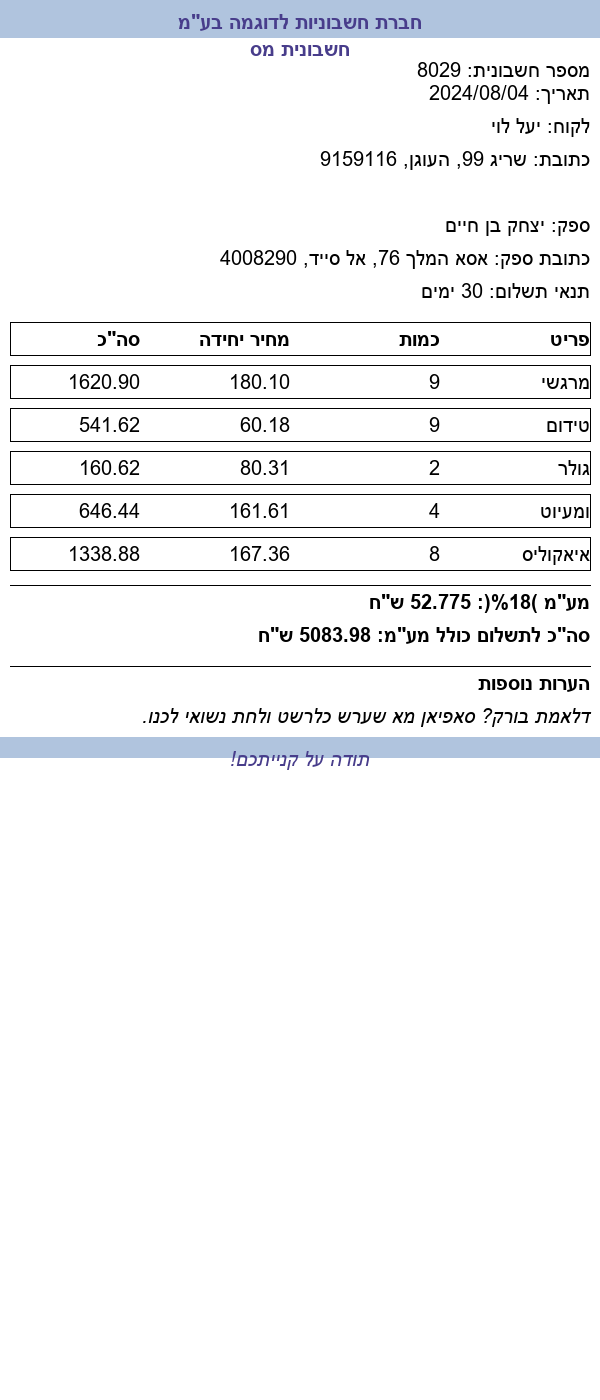 חברת חשבוניות לדוגמה בע"מ
חשבונית מס
מספר חשבונית: 8029
תאריך: 2024/08/04
לקוח: יעל לוי
כתובת: שריג 99, העוגן, 9159116
ספק: יצחק בן חיים
כתובת ספק: אסא המלך 76, אל סייד, 4008290
תנאי תשלום: 30 ימים
פריט כמות מחיר יחידה סה"כ
מרגשי 9 180.10 1620.90
טידום 9 60.18 541.62
גולר 2 80.31 160.62
ומעיוט 4 161.61 646.44
איאקוליס 8 167.36 1338.88
מע"מ )18%(: 52.775 ש"ח
סה"כ לתשלום כולל מע"מ: 5083.98 ש"ח
הערות נוספות
דלאמת בורק? סאפיאן מא שערש כלרשט ולחת נשואי לכנו.
תודה על קנייתכם!